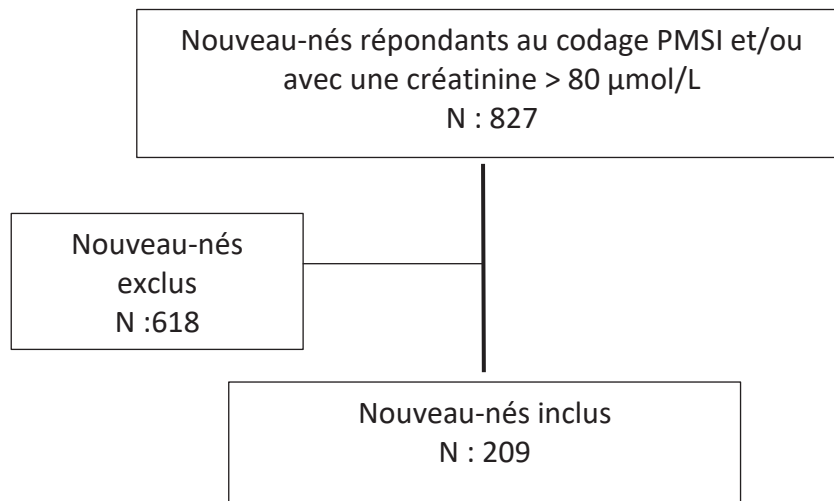 Nouveau-nés répondants au codage PMSI et/ou
avec une créatinine > 80 µmol/L
N : 827
Nouveau-nés
exclus
N :618
Nouveau-nés inclus
N : 209